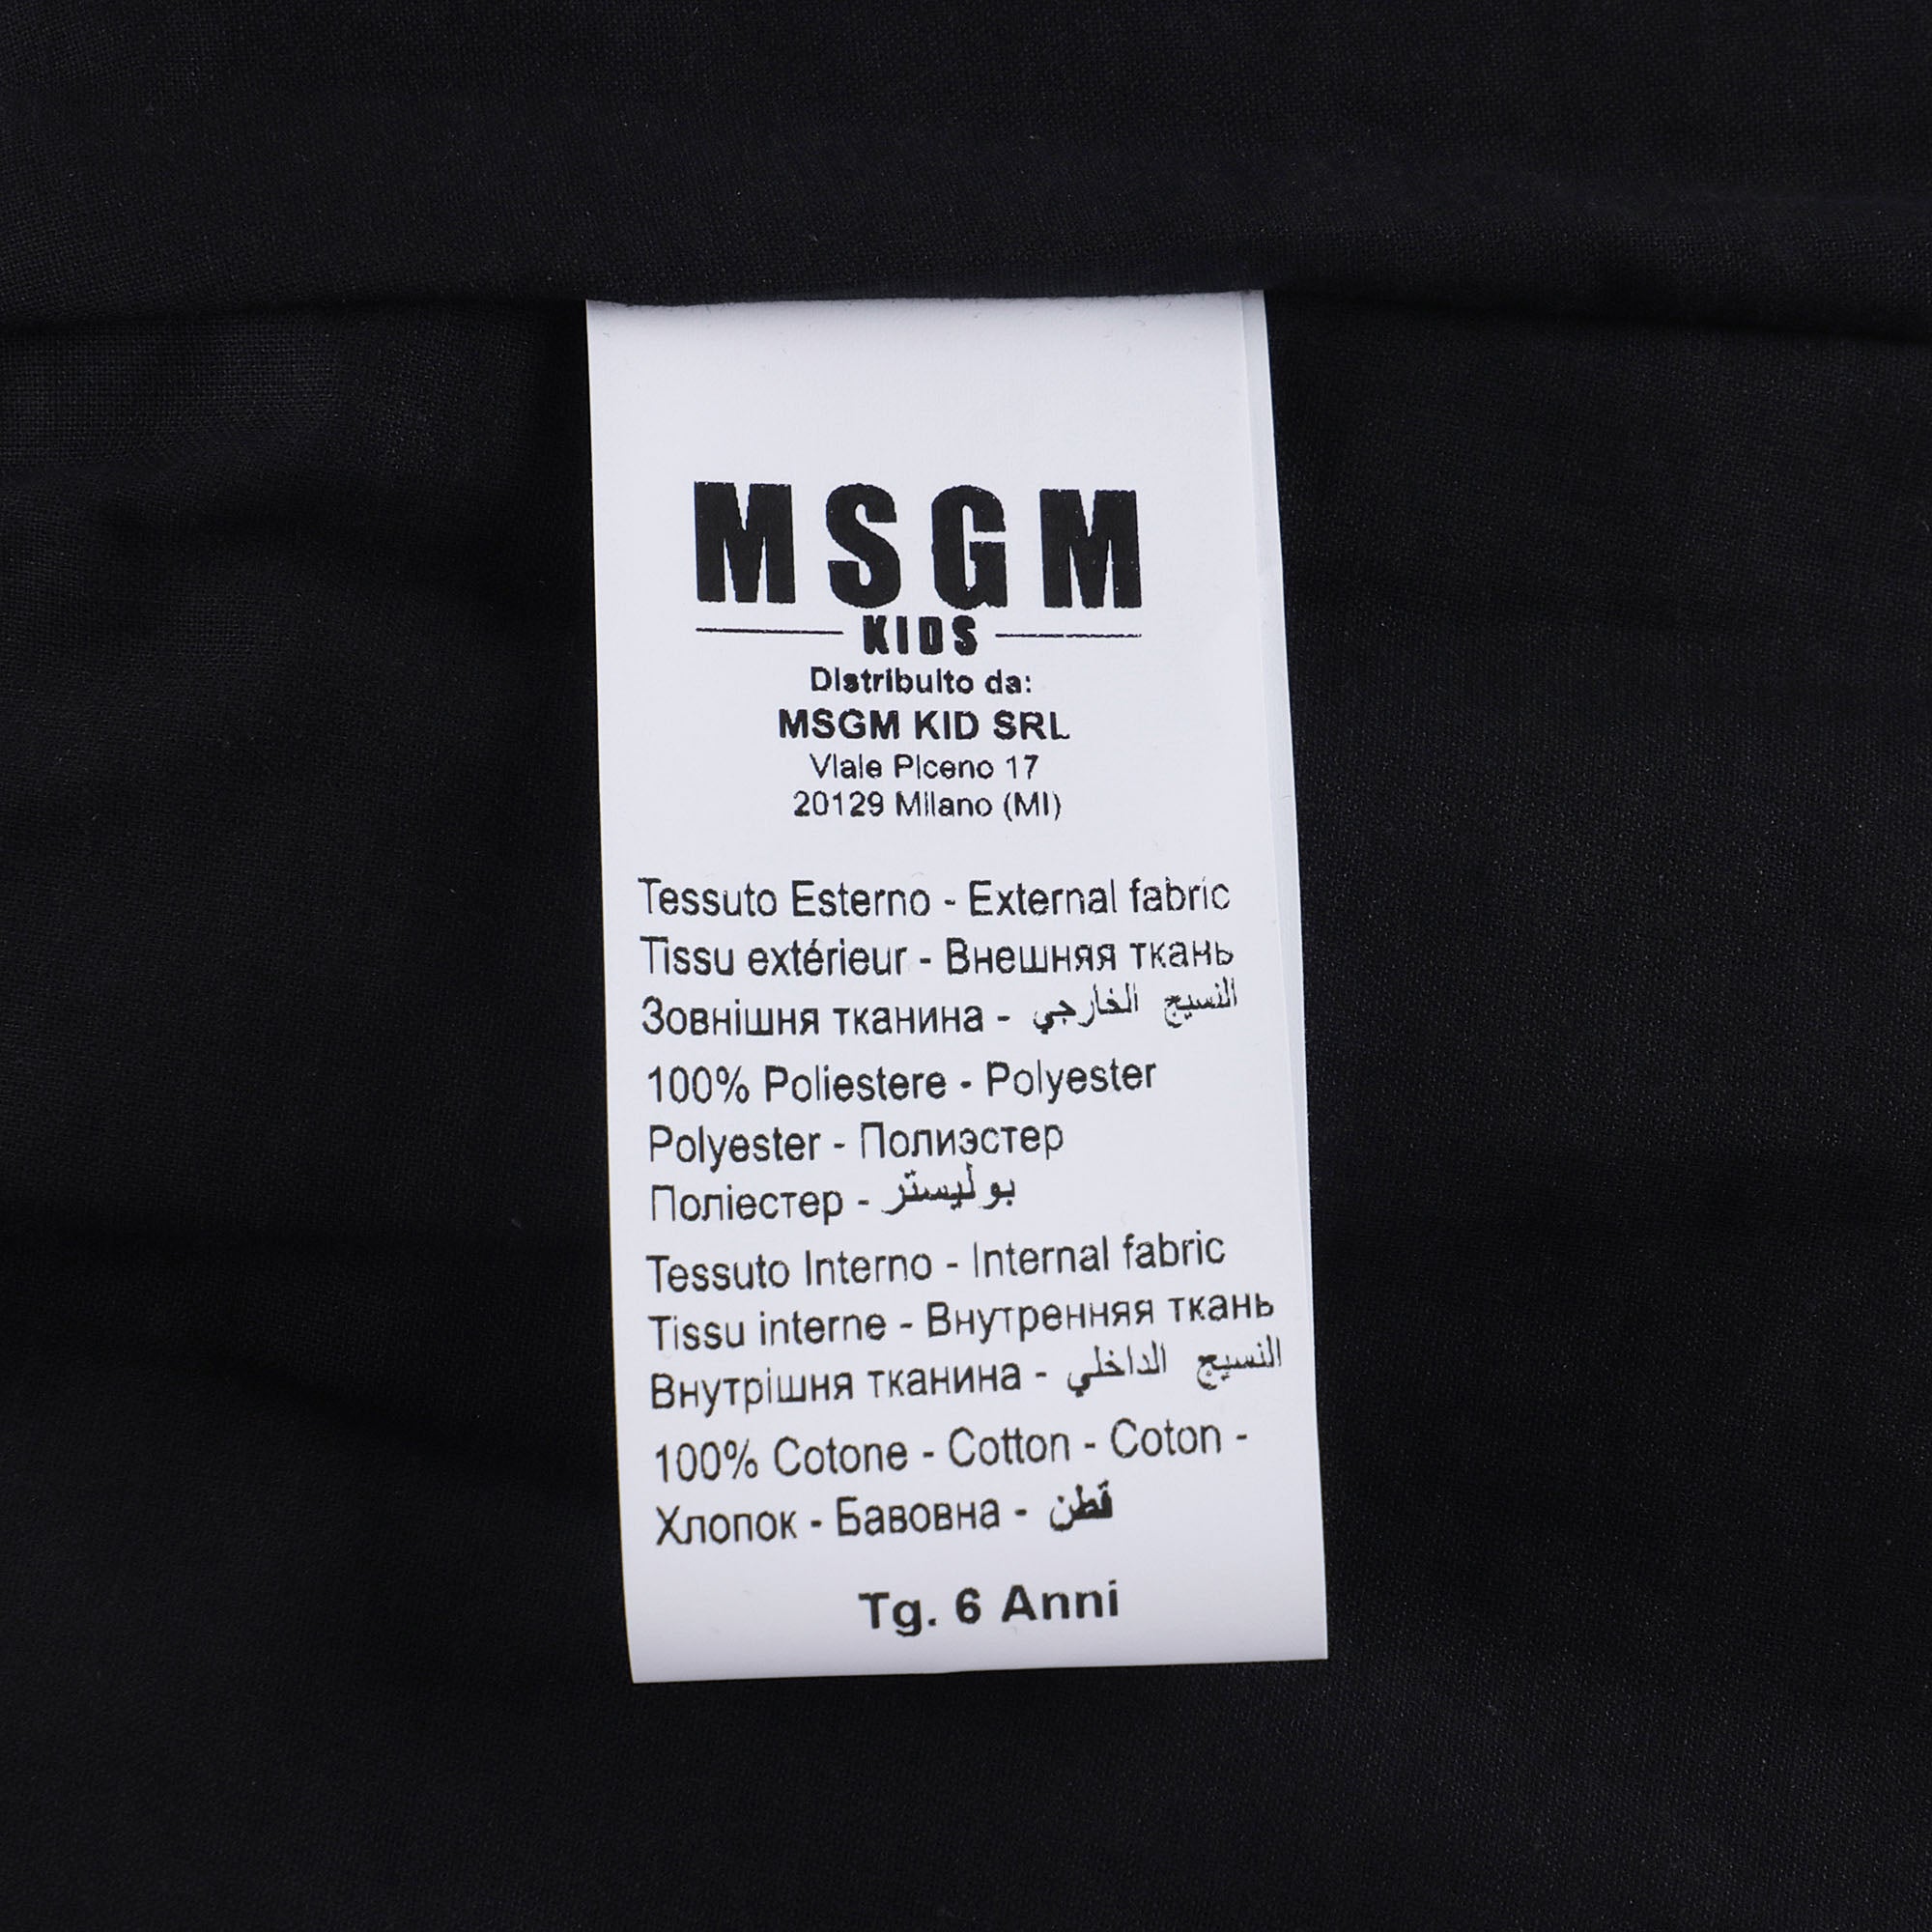 MSGM
KIDS
Distribuito da:
MSGM KID SRL
Viale Piceno 17
20129 Milano (MI)
Tessuto Esterno - External fabric
Tissu extérieur - Внешняя ткань
Зовнішня тканина - النسيج الخارجي
100% Poliestere - Polyester
Polyester - Полиэстер
Поліестер - بوليستر
Tessuto Interno - Internal fabric
Tissu interne - Внутренняя ткань
Внутрішня тканина - النسيج الداخلي
100% Cotone - Cotton - Coton -
Хлопок - Бавовна - قطن
Tg. 6 Anni